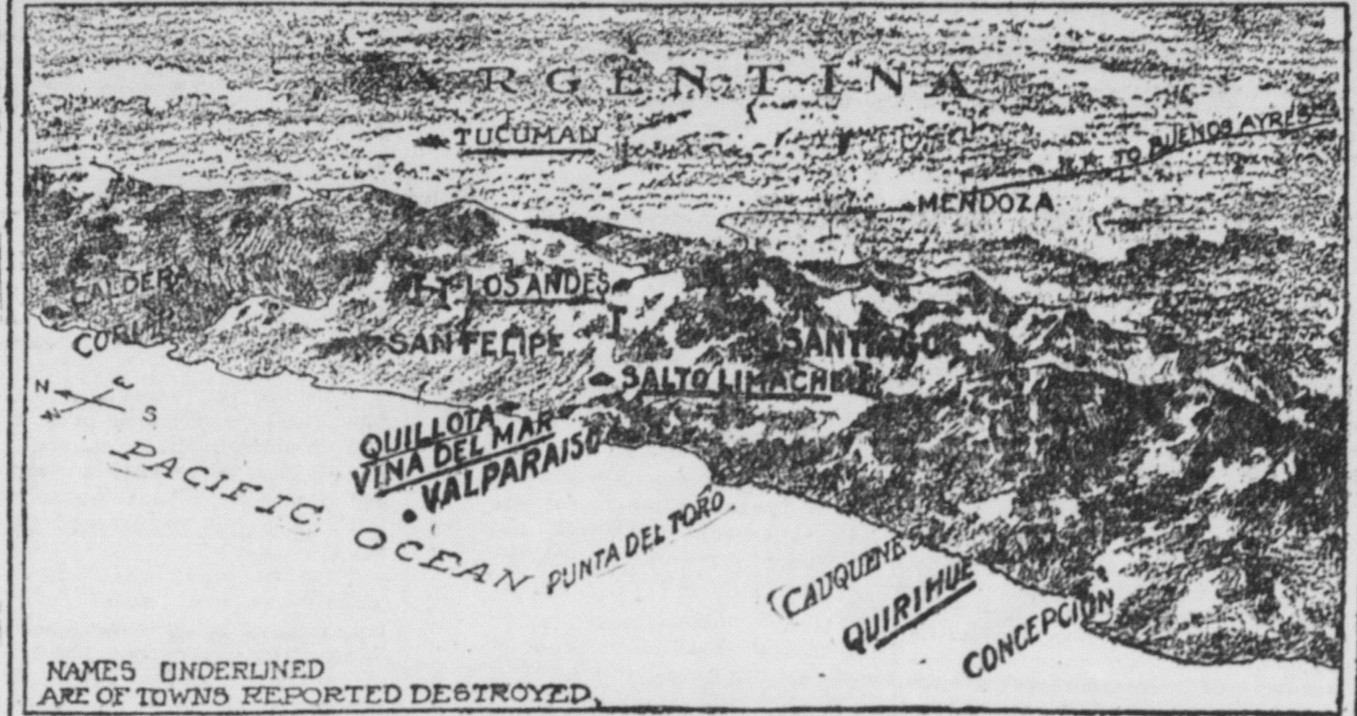 ARGENTINA
TUCUMAN
R.R. TO BUENOS AYRES
MENDOZA
CALDERA
LOS ANDES
SAN FELIPE
SANTIAGO
SALTO LIMACHE
N E
S
QUILLOTA
VINA DEL MAR
VALPARAISO
PACIFIC OCEAN
PUNTA DEL TORO
CAUQUENES
QUIRIHUE
CONCEPCION
NAMES UNDERLINED
ARE OF TOWNS REPORTED DESTROYED.